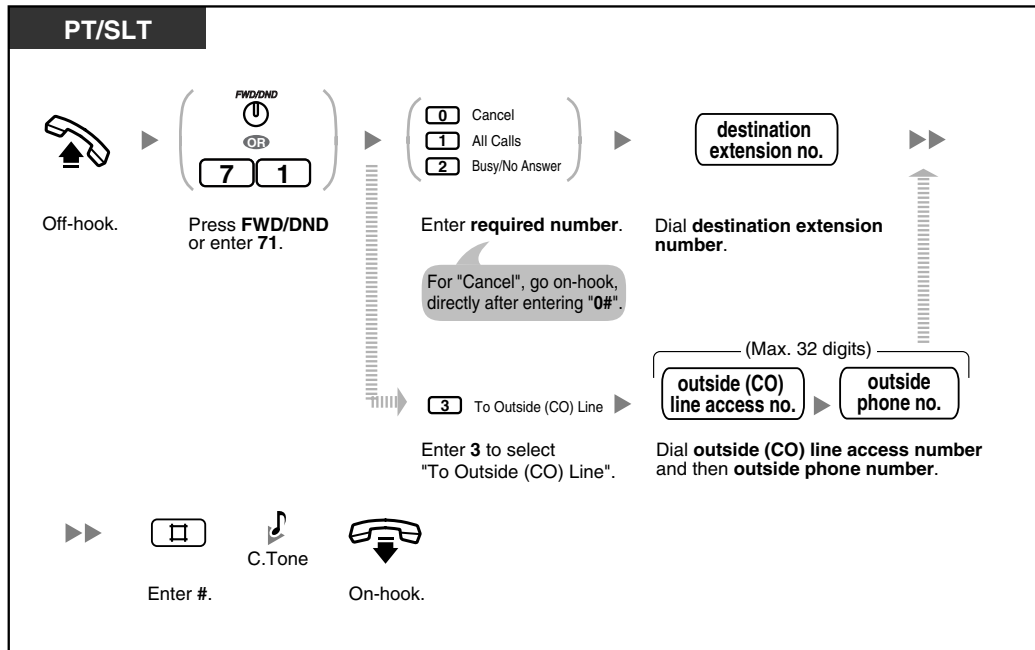 PT/SLT
FWD/DND
OR
7 1
Off-hook.
Press FWD/DND
or enter 71.
0 Cancel
1 All Calls
2 Busy/No Answer
Enter required number.
For "Cancel", go on-hook,
directly after entering "0#".
destination
extension no.
Dial destination extension
number.
3 To Outside (CO) Line
Enter 3 to select
"To Outside (CO) Line".
(Max. 32 digits)
outside (CO)
line access no.
outside
phone no.
Dial outside (CO) line access number
and then outside phone number.
#
Enter #.
C.Tone
On-hook.